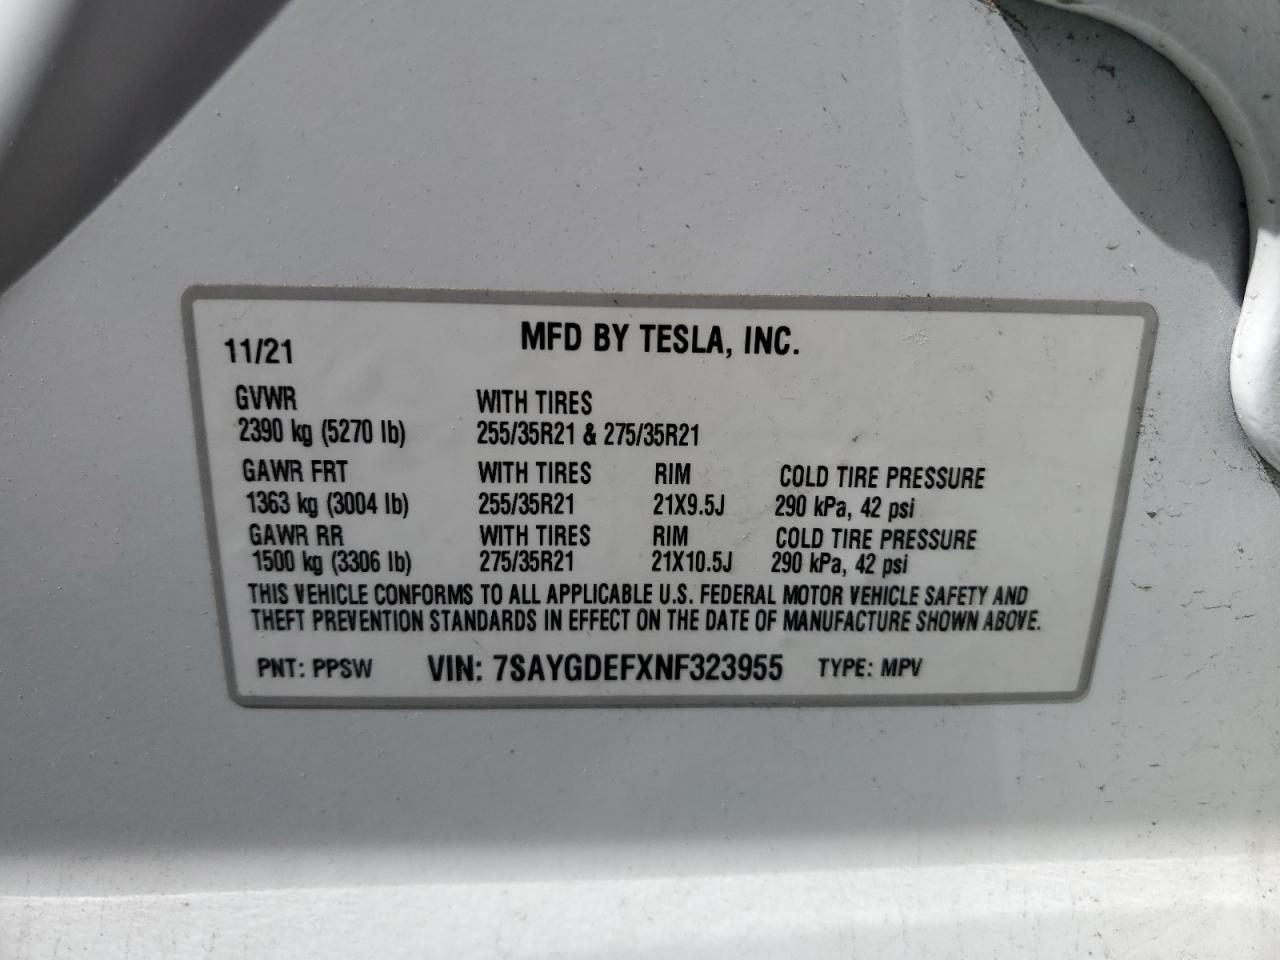 MFD BY TESLA, INC.
11/21
GVWR WITH TIRES
2390 kg (5270 lb) 255/35R21 & 275/35R21
GAWR FRT WITH TIRES RIM COLD TIRE PRESSURE
1363 kg (3004 lb) 255/35R21 21X9.5J 290 kPa, 42 psi
GAWR RR WITH TIRES RIM COLD TIRE PRESSURE
1500 kg (3306 lb) 275/35R21 21X10.5J 290 kPa, 42 psi
THIS VEHICLE CONFORMS TO ALL APPLICABLE U.S. FEDERAL MOTOR VEHICLE SAFETY AND
THEFT PREVENTION STANDARDS IN EFFECT ON THE DATE OF MANUFACTURE SHOWN ABOVE.
PNT: PPSW VIN: 7SAYGDEFXNF323955 TYPE: MPV